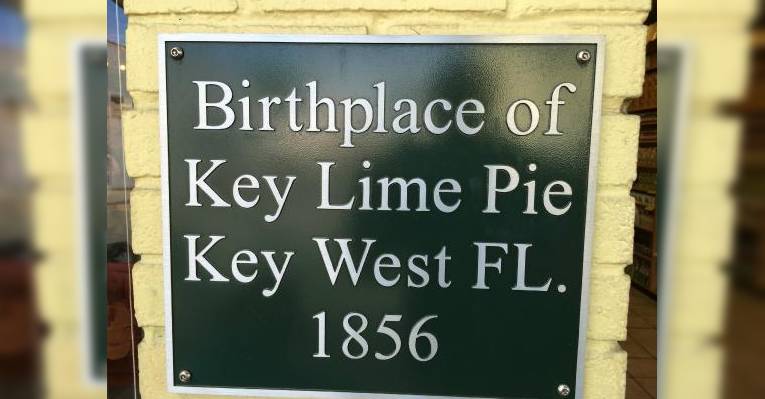 Birthplace of
Key Lime Pie
Key West FL.
1856